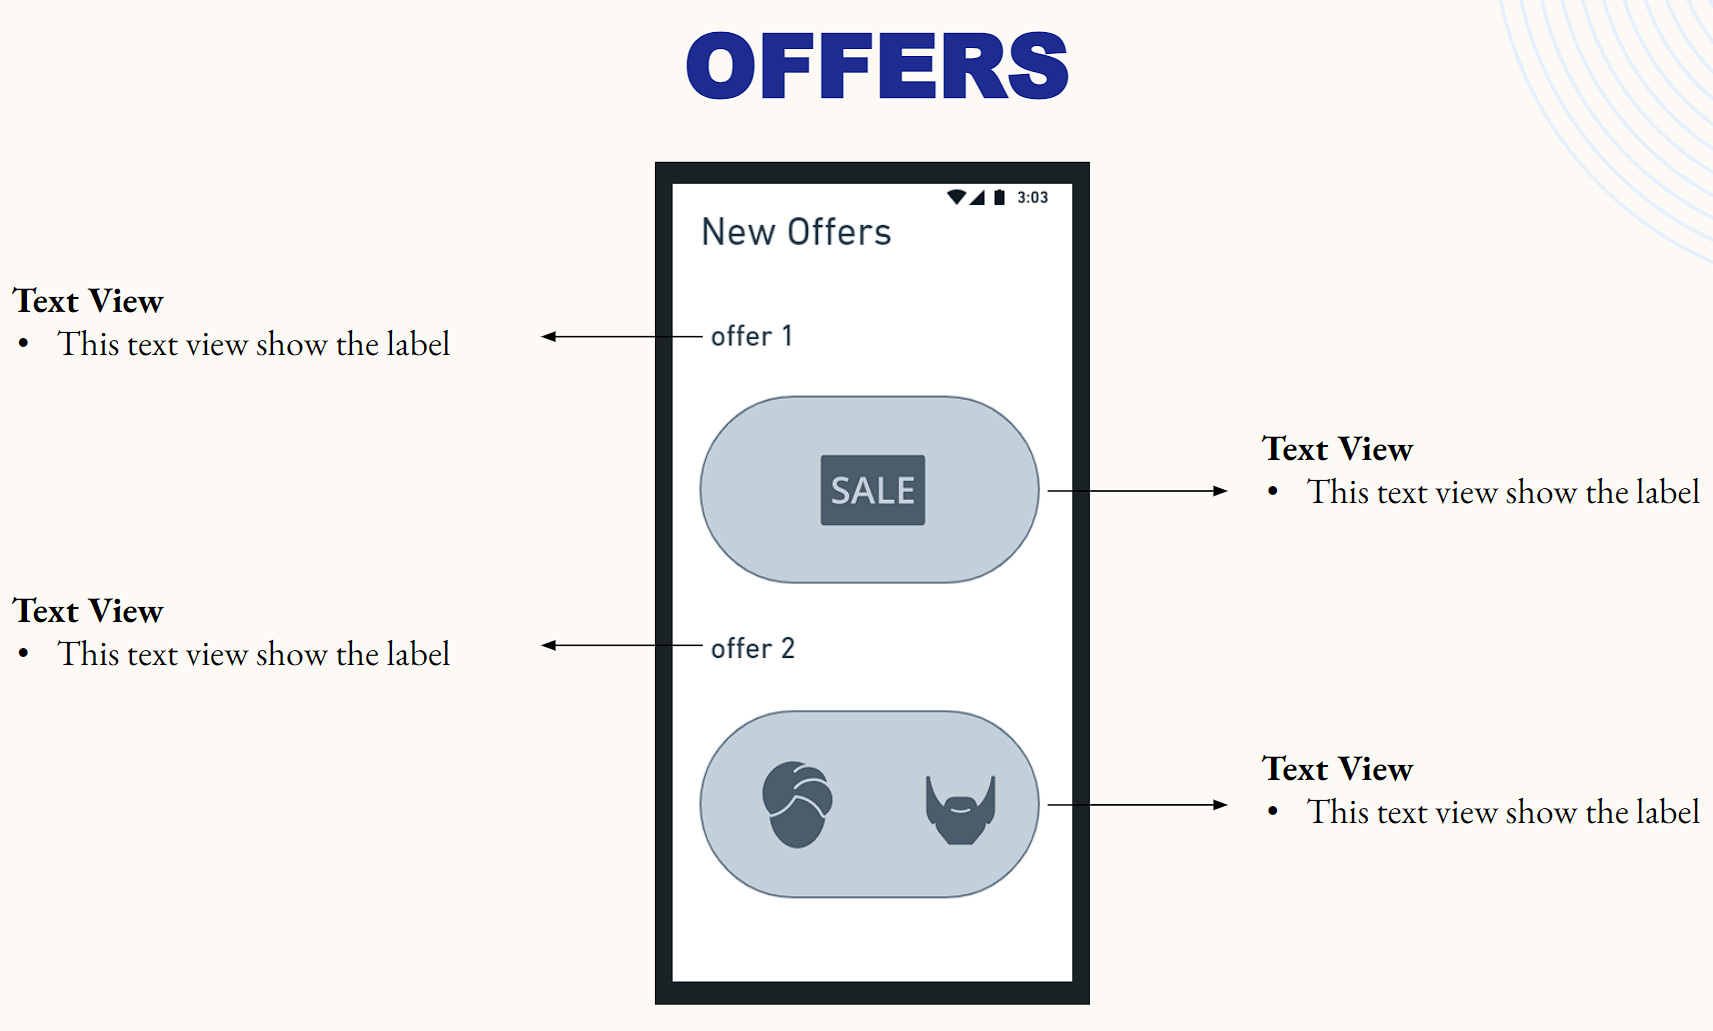 OFFERS
3:03
New Offers
Text View
• This text view show the label
offer 1
Text View
• This text view show the label
SALE
Text View
• This text view show the label
offer 2
Text View
• This text view show the label